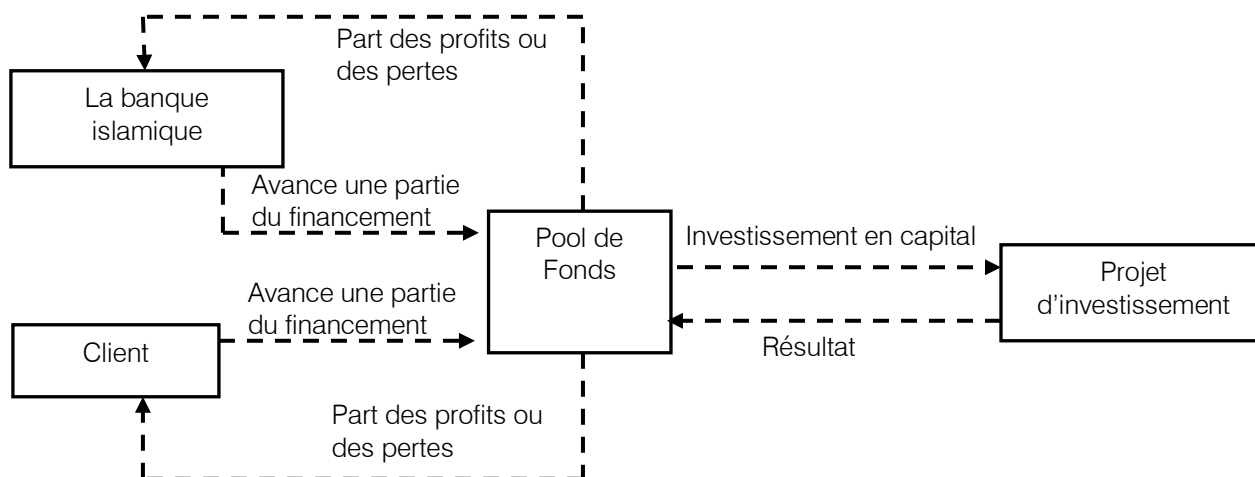 Part des profits ou
des pertes
La banque
islamique
Avance une partie
du financement
Pool de
Fonds
Investissement en capital
Projet
d’investissement
Avance une partie
du financement
Client
Résultat
Part des profits ou
des pertes